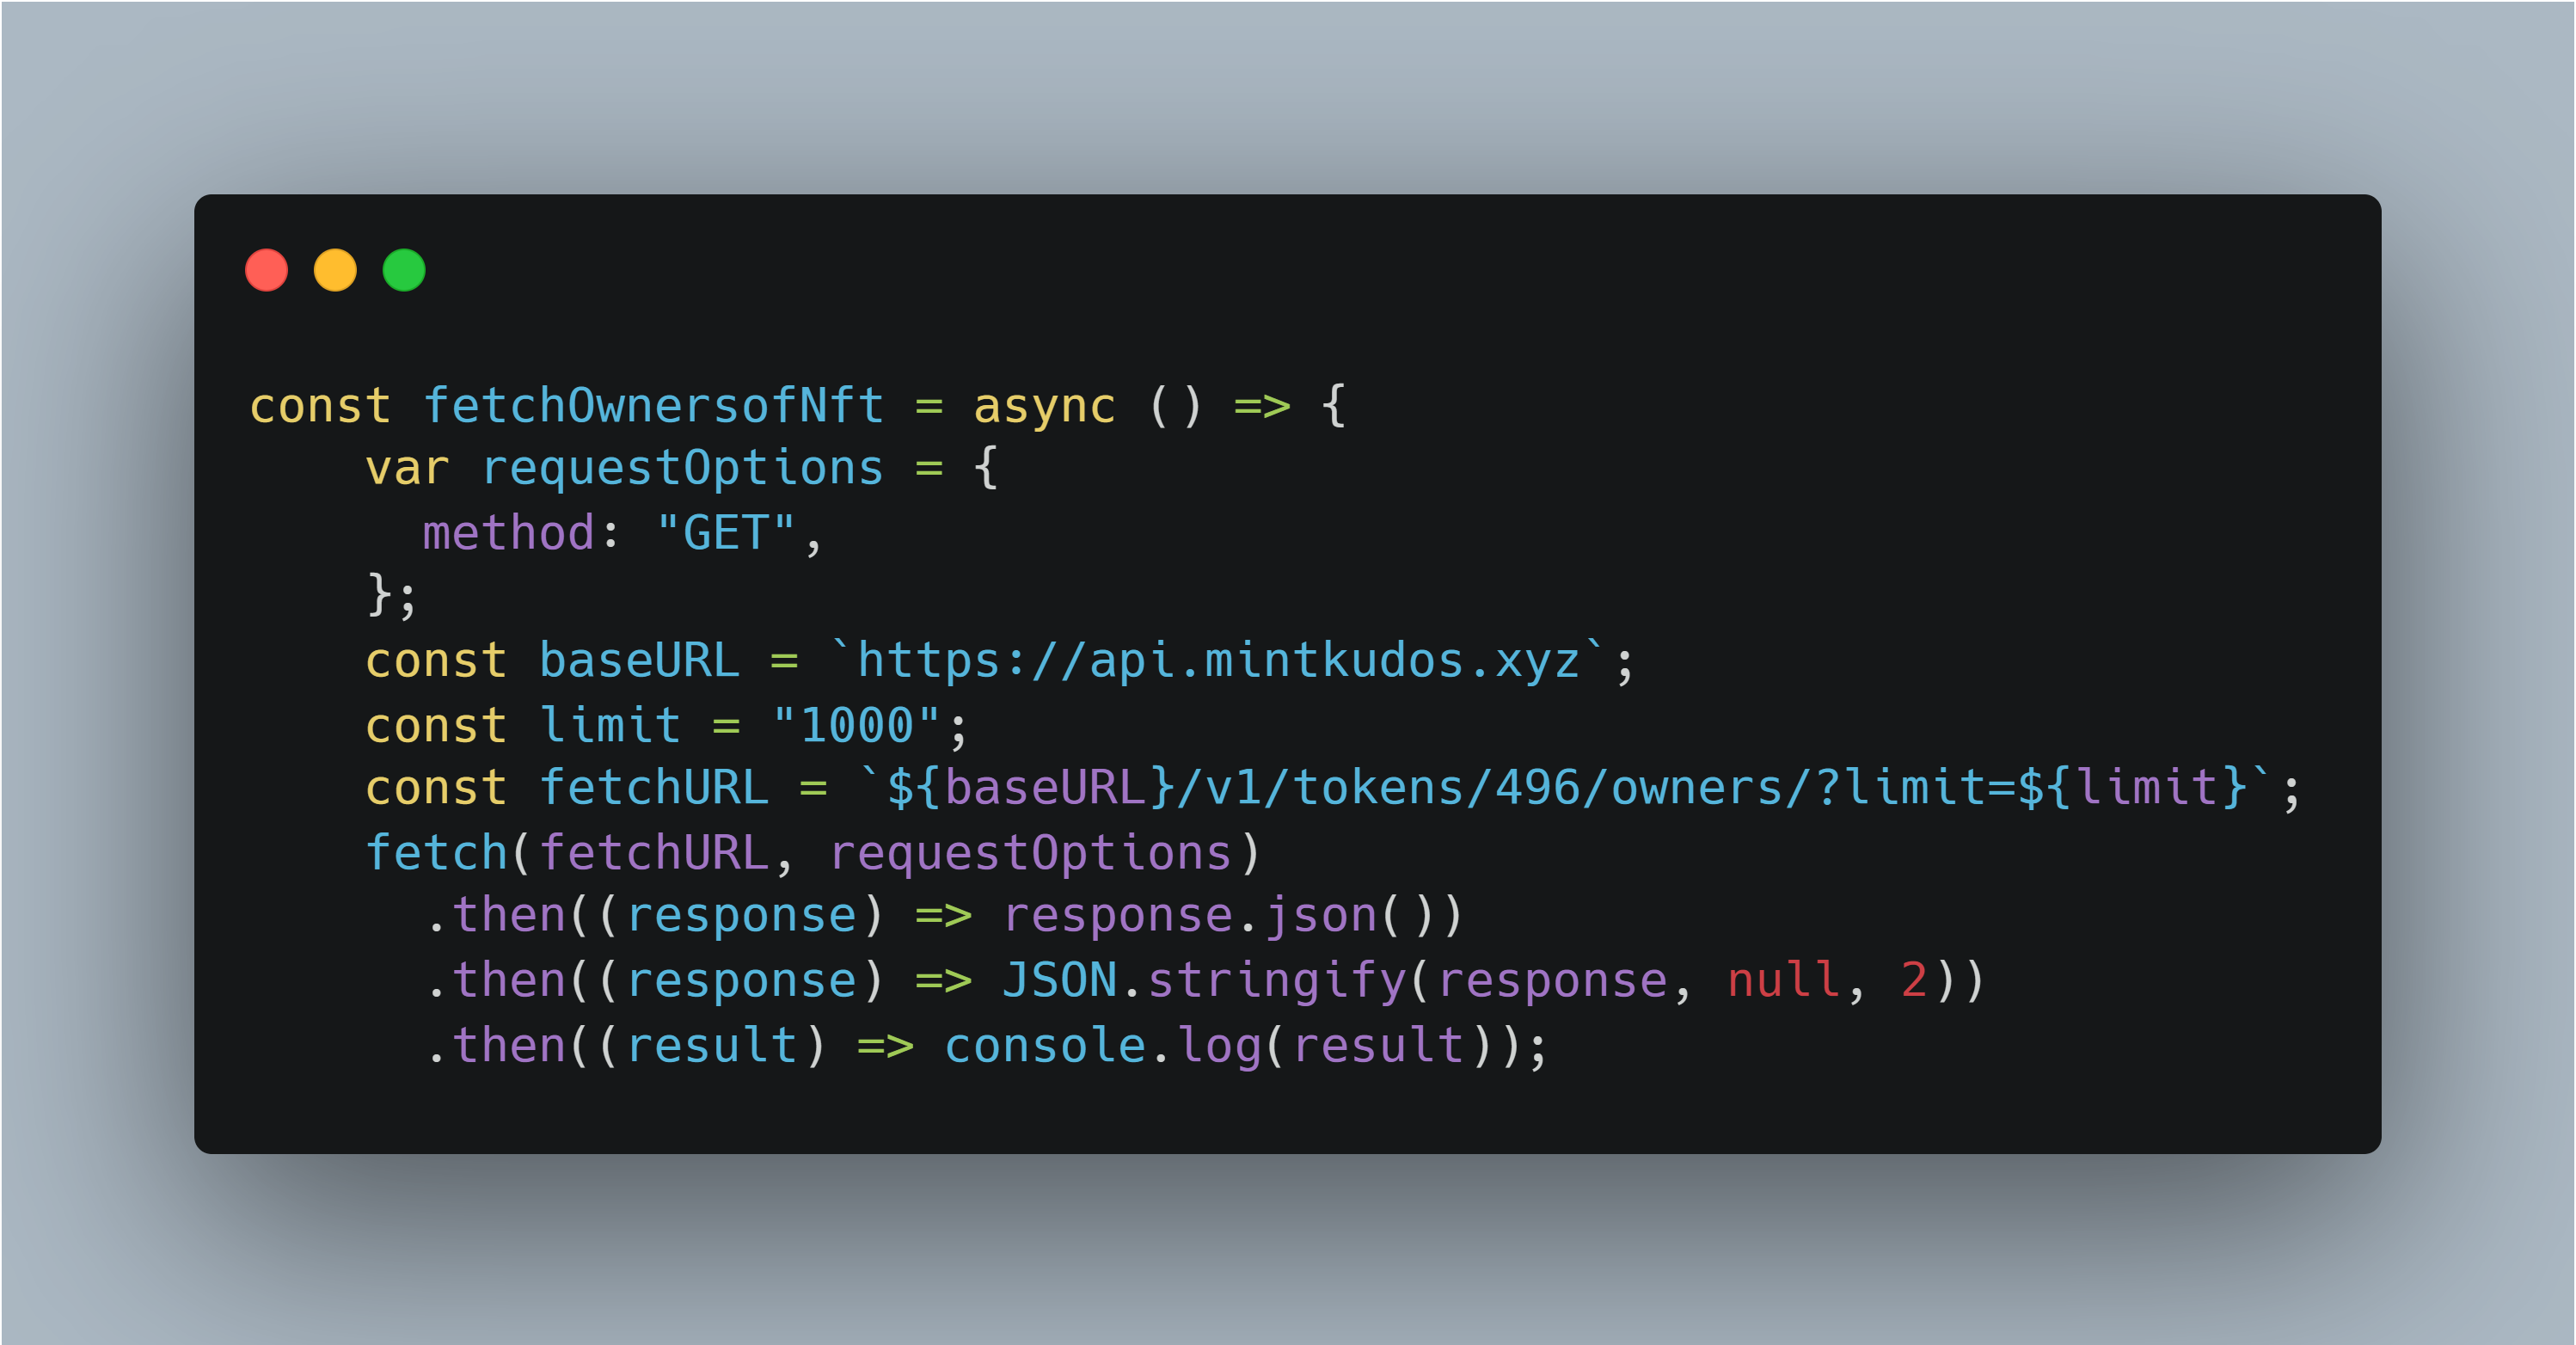 const fetchOwnersofNft = async () => {
    var requestOptions = {
      method: "GET",
    };
    const baseURL = `https://api.mintkudos.xyz`;
    const limit = "1000";
    const fetchURL = `${baseURL}/v1/tokens/496/owners/?limit=${limit}`;
    fetch(fetchURL, requestOptions)
      .then((response) => response.json())
      .then((response) => JSON.stringify(response, null, 2))
      .then((result) => console.log(result));